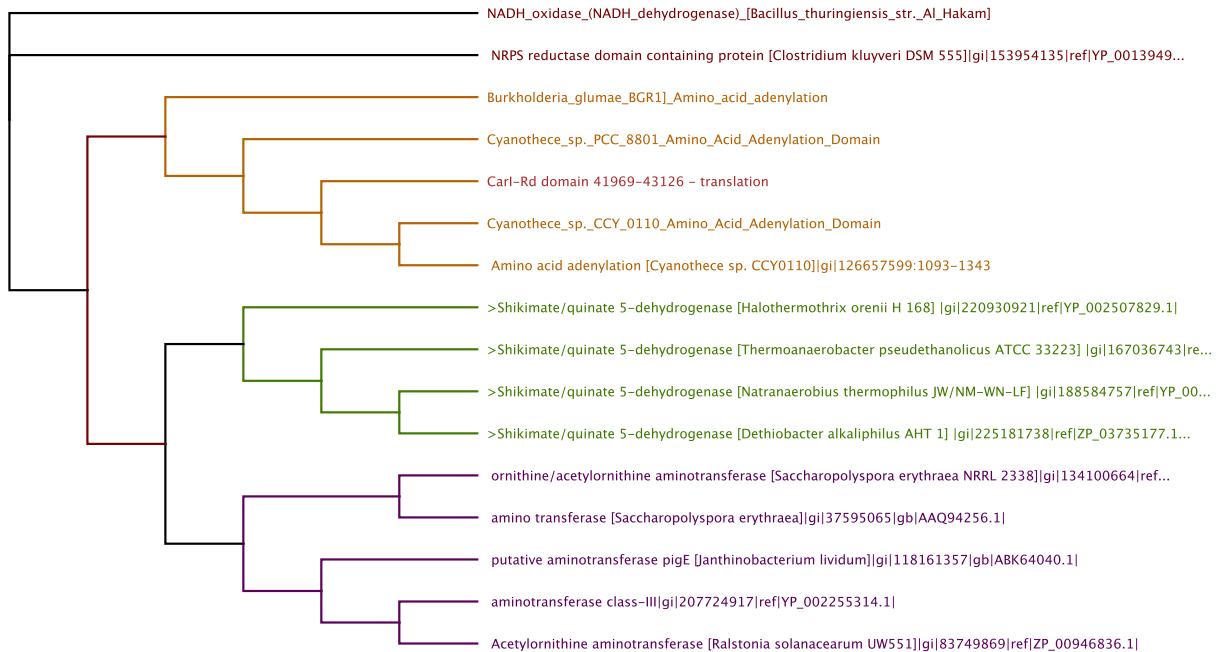 NADH_oxidase_(NADH_dehydrogenase)_[Bacillus_thuringiensis_str._Al_Hakam]
NRPS reductase domain containing protein [Clostridium kluyveri DSM 555]|gi|153954135|ref|YP_0013949...
Burkholderia_glumae_BGR1]_Amino_acid_adenylation
Cyanothece_sp._PCC_8801_Amino_Acid_Adenylation_Domain
CarI-Rd domain 41969-43126 - translation
Cyanothece_sp._CCY_0110_Amino_Acid_Adenylation_Domain
Amino acid adenylation [Cyanothece sp. CCY0110]|gi|126657599:1093-1343
>Shikimate/quinate 5-dehydrogenase [Halothermothrix orenii H 168] |gi|220930921|ref|YP_002507829.1|
>Shikimate/quinate 5-dehydrogenase [Thermoanaerobacter pseudethanolicus ATCC 33223] |gi|167036743|re...
>Shikimate/quinate 5-dehydrogenase [Natranaerobius thermophilus JW/NM-WN-LF] |gi|188584757|ref|YP_00...
>Shikimate/quinate 5-dehydrogenase [Dethiobacter alkaliphilus AHT 1] |gi|225181738|ref|ZP_03735177.1...
ornithine/acetylornithine aminotransferase [Saccharopolyspora erythraea NRRL 2338]|gi|134100664|ref...
amino transferase [Saccharopolyspora erythraea]|gi|37595065|gb|AAQ94256.1|
putative aminotransferase pigE [Janthinobacterium lividum]|gi|118161357|gb|ABK64040.1|
aminotransferase class-III|gi|207724917|ref|YP_002255314.1|
Acetylornithine aminotransferase [Ralstonia solanacearum UW551]|gi|83749869|ref|ZP_00946836.1|